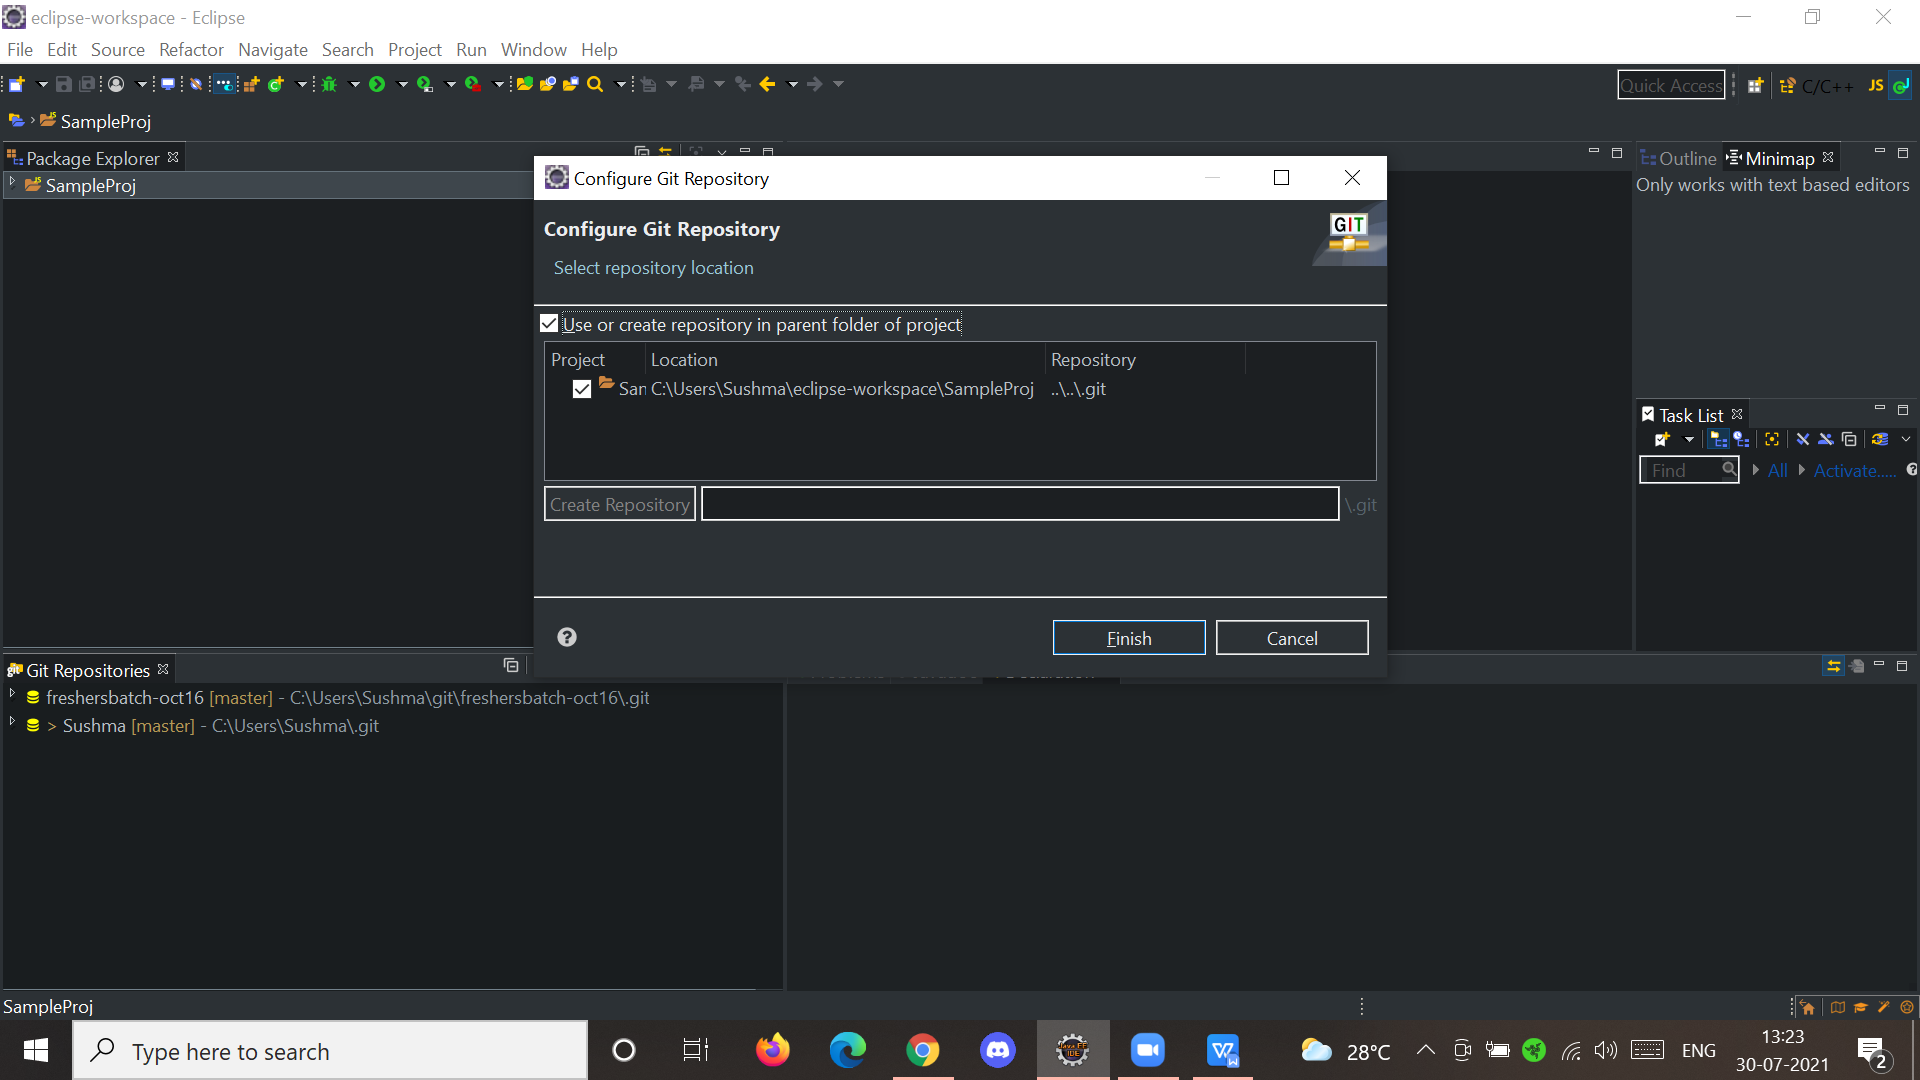 eclipse-workspace - Eclipse
File Edit Source Refactor Navigate Search Project Run Window Help
Quick Access
C/C++
JS
SampleProj
Package Explorer
SampleProj
Outline
Minimap
Only works with text based editors
Configure Git Repository
Configure Git Repository
GIT
Select repository location
Use or create repository in parent folder of project
Project Location Repository
San C:\Users\Sushma\eclipse-workspace\SampleProj ..\..\.git
Create Repository
\.git
Finish
Cancel
Task List
Find
All
Activate.....
git Git Repositories
freshersbatch-oct16 [master] - C:\Users\Sushma\git\freshersbatch-oct16\.git
> Sushma [master] - C:\Users\Sushma\.git
SampleProj
Type here to search
Java EE
IDE
W
28°C
ENG
13:23
30-07-2021
2